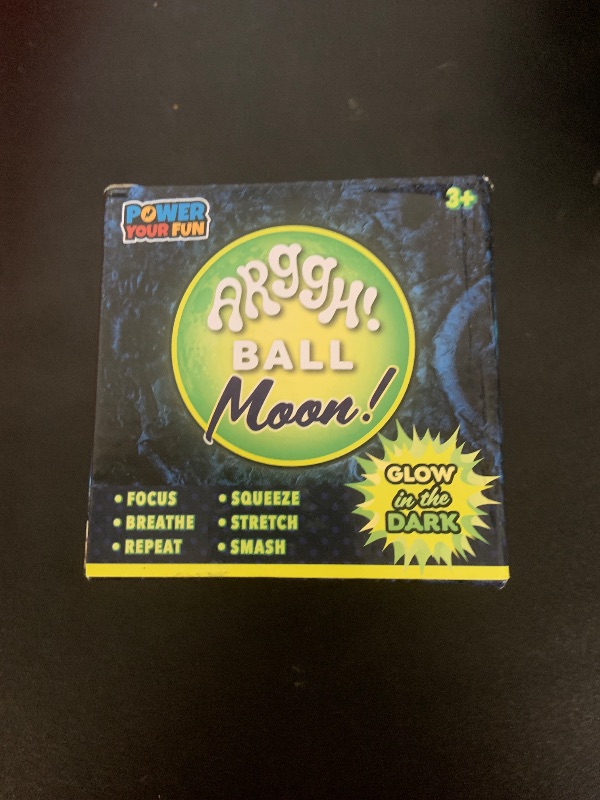 POWER
YOUR FUN
3+
ARGGH!
BALL
Moon!
GLOW
in the
DARK
• FOCUS
• BREATHE
• REPEAT
• SQUEEZE
• STRETCH
• SMASH